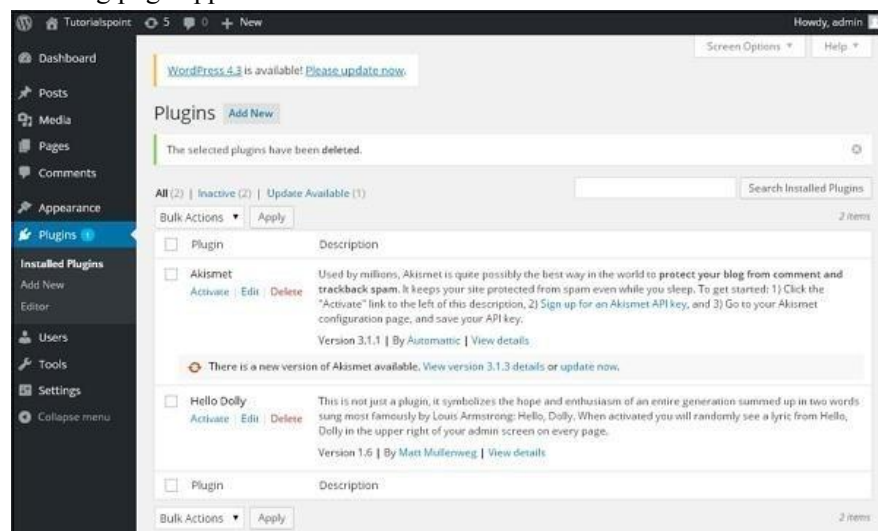 Tutorialspoint 5 0 + New Howdy, admin
Screen Options Help
Dashboard
Posts
Media
Pages
Comments
Appearance
Plugins 1
Installed Plugins
Add New
Editor
Users
Tools
Settings
Collapse menu
WordPress 4.3 is available! Please update now.
Plugins Add New
The selected plugins have been deleted.
All (2) | Inactive (2) | Update Available (1)
Search Installed Plugins
Bulk Actions Apply 2 items
Plugin Description
Akismet
Activate | Edit | Delete
Used by millions, Akismet is quite possibly the best way in the world to protect your blog from comment and
trackback spam. It keeps your site protected from spam even while you sleep. To get started: 1) Click the
"Activate" link to the left of this description, 2) Sign up for an Akismet API key, and 3) Go to your Akismet
configuration page, and save your API key.
Version 3.1.1 | By Automattic | View details
There is a new version of Akismet available. View version 3.1.3 details or update now.
Hello Dolly
Activate | Edit | Delete
This is not just a plugin, it symbolizes the hope and enthusiasm of an entire generation summed up in two words
sung most famously by Louis Armstrong: Hello, Dolly. When activated you will randomly see a lyric from Hello,
Dolly in the upper right of your admin screen on every page.
Version 1.6 | By Matt Mullenweg | View details
Plugin Description
Bulk Actions Apply 2 items